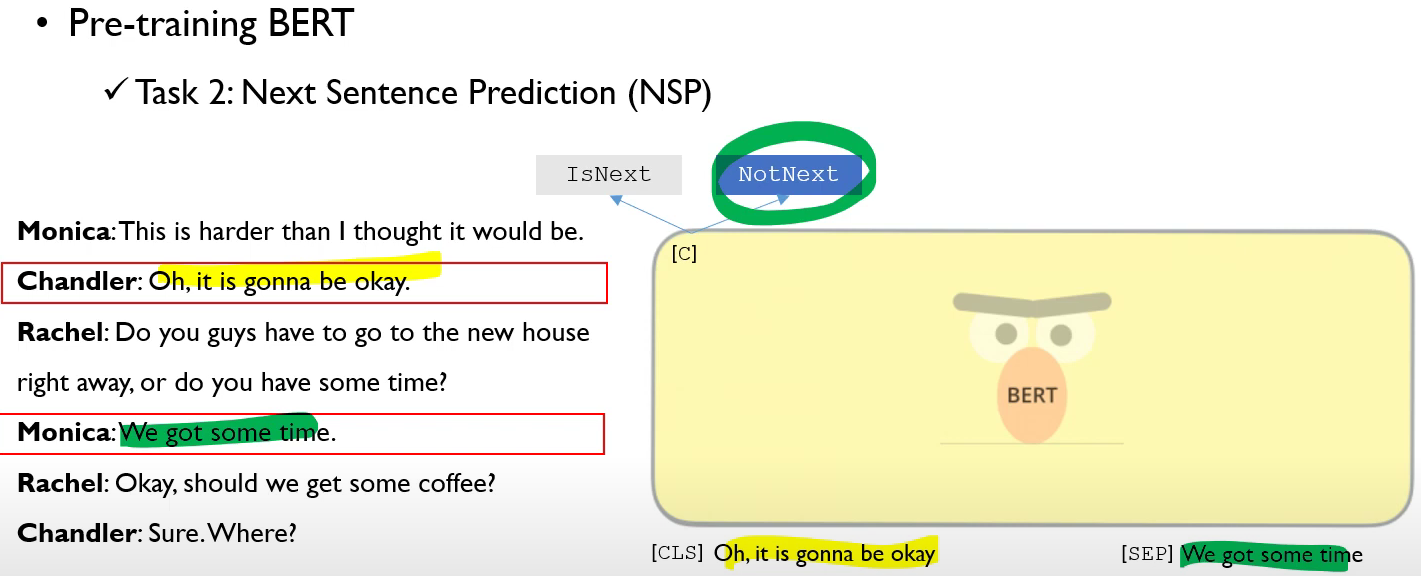 • Pre-training BERT
✓ Task 2: Next Sentence Prediction (NSP)
IsNext
NotNext
Monica: This is harder than I thought it would be.
Chandler: Oh, it is gonna be okay.
Rachel: Do you guys have to go to the new house
right away, or do you have some time?
Monica: We got some time.
Rachel: Okay, should we get some coffee?
Chandler: Sure. Where?
[C]
BERT
[CLS] Oh, it is gonna be okay [SEP] We got some time